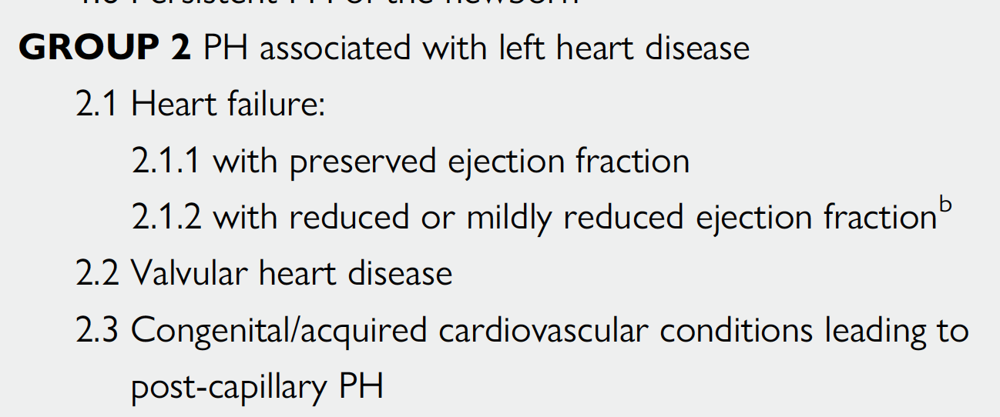 Persistent PH of the newborn
GROUP 2 PH associated with left heart disease
2.1 Heart failure:
2.1.1 with preserved ejection fraction
2.1.2 with reduced or mildly reduced ejection fractionᵇ
2.2 Valvular heart disease
2.3 Congenital/acquired cardiovascular conditions leading to
post-capillary PH